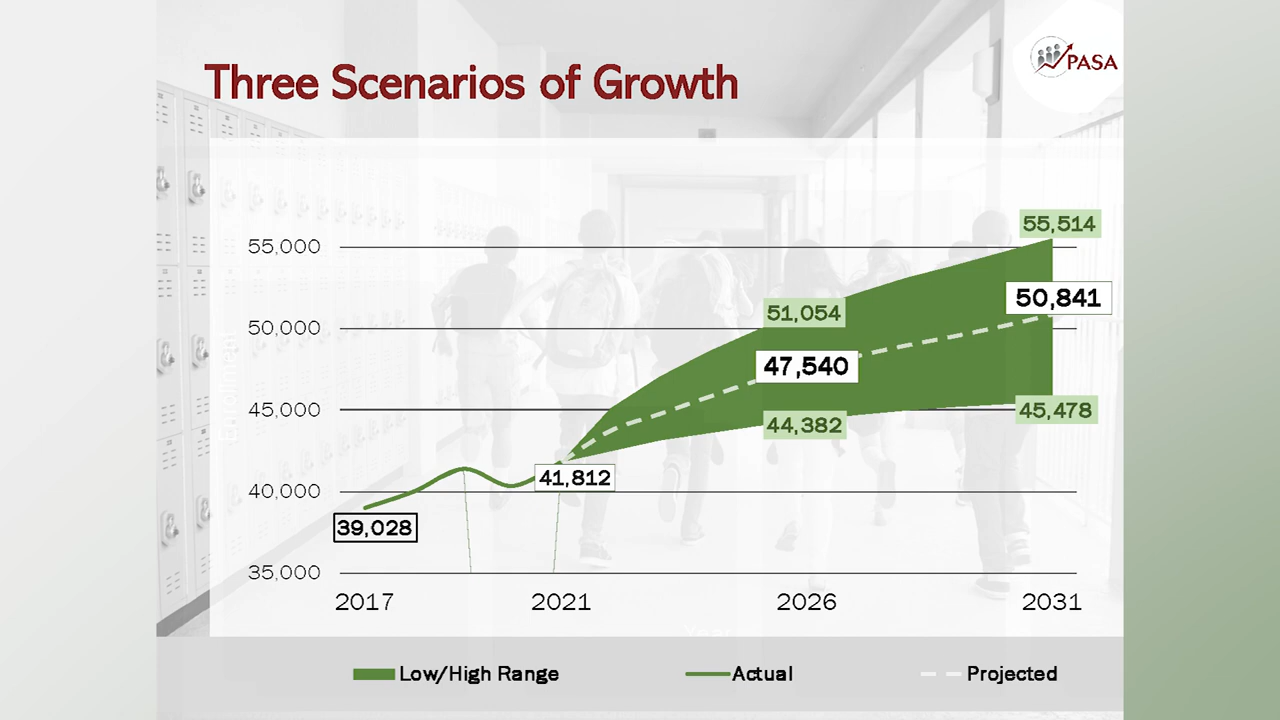 Three Scenarios of Growth
PASA
55,514
55,000
50,841
51,054
50,000
47,540
Enrollment
45,000
45,478
44,382
41,812
40,000
39,028
35,000
2017 2021 2026 2031
Year
Low/High Range Actual Projected